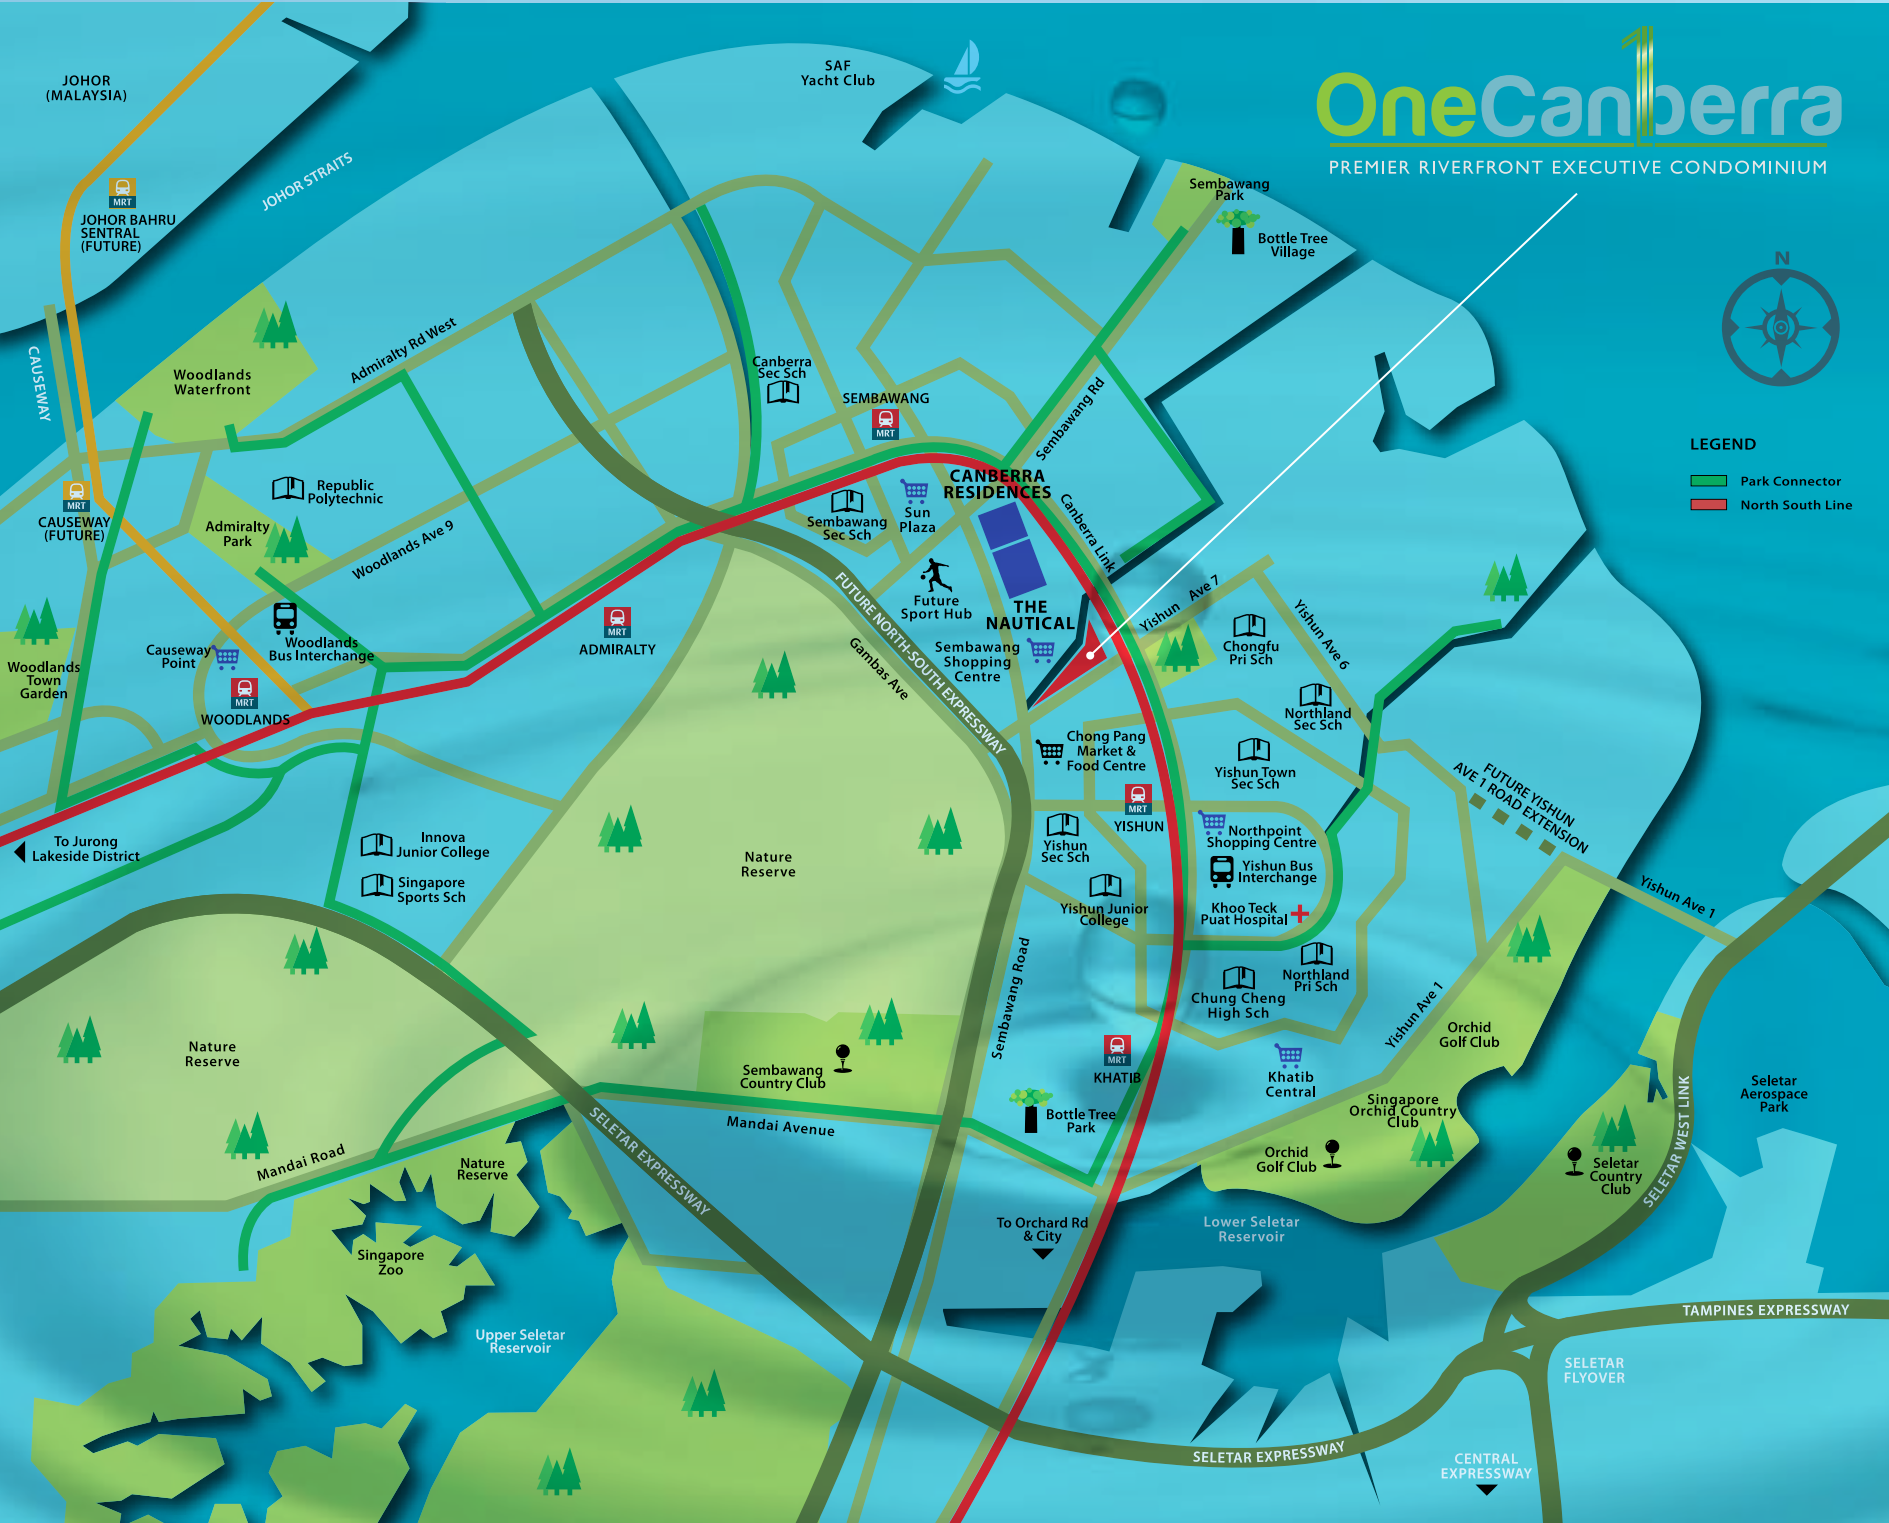 SAF
Yacht Club
JOHOR
(MALAYSIA)
OneCanberra
1
PREMIER RIVERFRONT EXECUTIVE CONDOMINIUM
JOHOR STRAITS
MRT
JOHOR BAHRU
SENTRAL
(FUTURE)
Sembawang
Park
Bottle Tree
Village
N
CAUSEWAY
Woodlands
Waterfront
Admiralty Rd West
Canberra
Sec Sch
SEMBAWANG
MRT
Sembawang Rd
LEGEND
Park Connector
North South Line
MRT
CAUSEWAY
(FUTURE)
Republic
Polytechnic
Admiralty
Park
Woodlands Ave 9
CANBERRA
RESIDENCES
Sembawang
Sec Sch
Sun
Plaza
Canberra Link
Future
Sport Hub
THE
NAUTICAL
Yishun Ave 7
Yishun Ave 6
Chongfu
Pri Sch
FUTURE NORTH-SOUTH EXPRESSWAY
Gambas Ave
MRT
ADMIRALTY
Woodlands
Bus Interchange
Causeway
Point
MRT
WOODLANDS
Woodlands
Town
Garden
Sembawang
Shopping
Centre
Northland
Sec Sch
Chong Pang
Market &
Food Centre
Yishun Town
Sec Sch
FUTURE YISHUN
AVE 1 ROAD EXTENSION
MRT
YISHUN
Northpoint
Shopping Centre
Yishun
Sec Sch
Yishun Bus
Interchange
To Jurong
Lakeside District
Innova
Junior College
Singapore
Sports Sch
Nature
Reserve
Yishun Junior
College
Khoo Teck
Puat Hospital
Yishun Ave 1
Northland
Pri Sch
Chung Cheng
High Sch
Sembawang Road
Yishun Ave 1
Orchid
Golf Club
Nature
Reserve
MRT
KHATIB
Khatib
Central
Sembawang
Country Club
Bottle Tree
Park
Singapore
Orchid Country
Club
Seletar
Aerospace
Park
SELETAR WEST LINK
Mandai Avenue
Mandai Road
Nature
Reserve
SELETAR EXPRESSWAY
Orchid
Golf Club
Seletar
Country
Club
To Orchard Rd
& City
Lower Seletar
Reservoir
Singapore
Zoo
Upper Seletar
Reservoir
TAMPINES EXPRESSWAY
SELETAR
FLYOVER
SELETAR EXPRESSWAY
CENTRAL
EXPRESSWAY